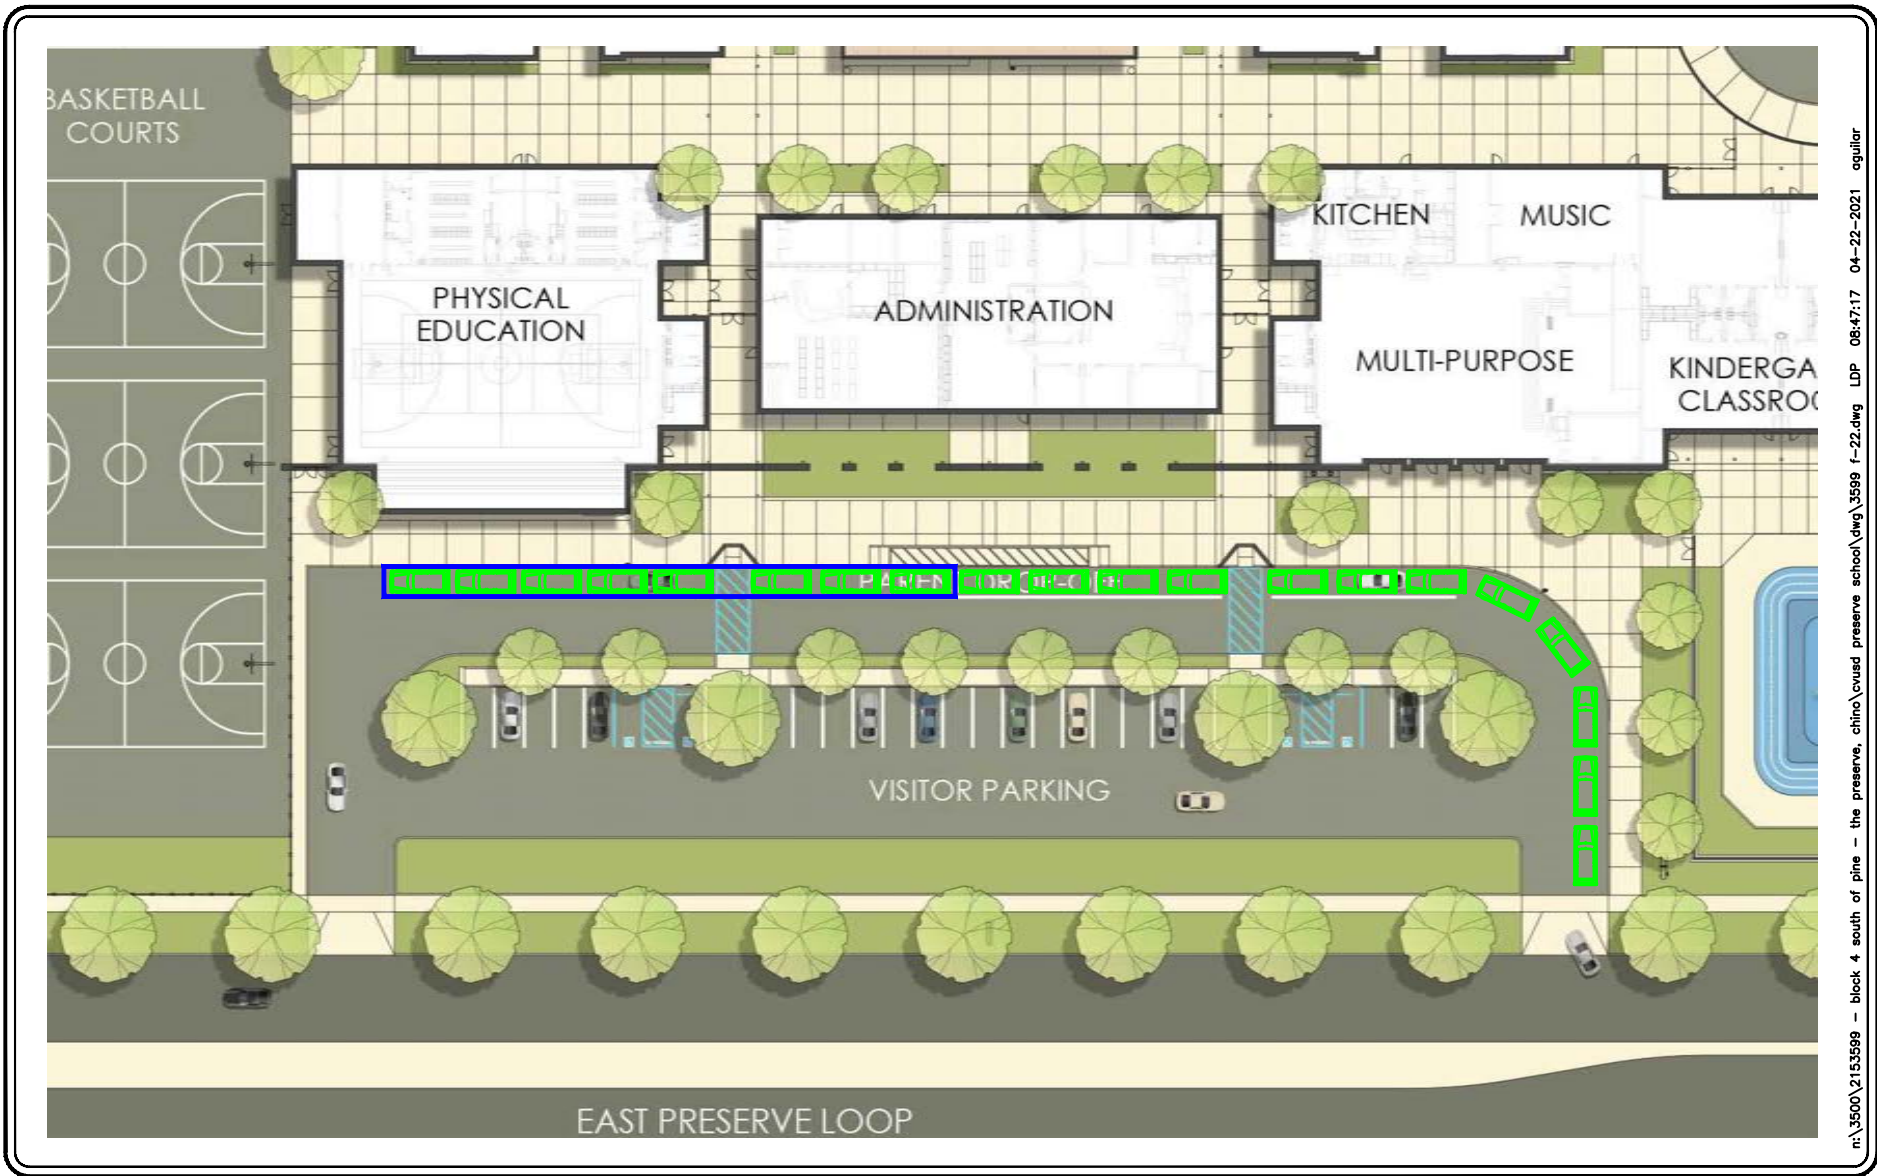 BASKETBALL
COURTS
KITCHEN
MUSIC
PHYSICAL
EDUCATION
ADMINISTRATION
MULTI-PURPOSE
KINDERGA
CLASSROO
VISITOR PARKING
EAST PRESERVE LOOP
n:\3500\2153599 - block 4 south of pine - the preserve, chino\cvusd preserve school\dwg\3599 f-22.dwg LDP 08:47:17 04-22-2021 aguilar